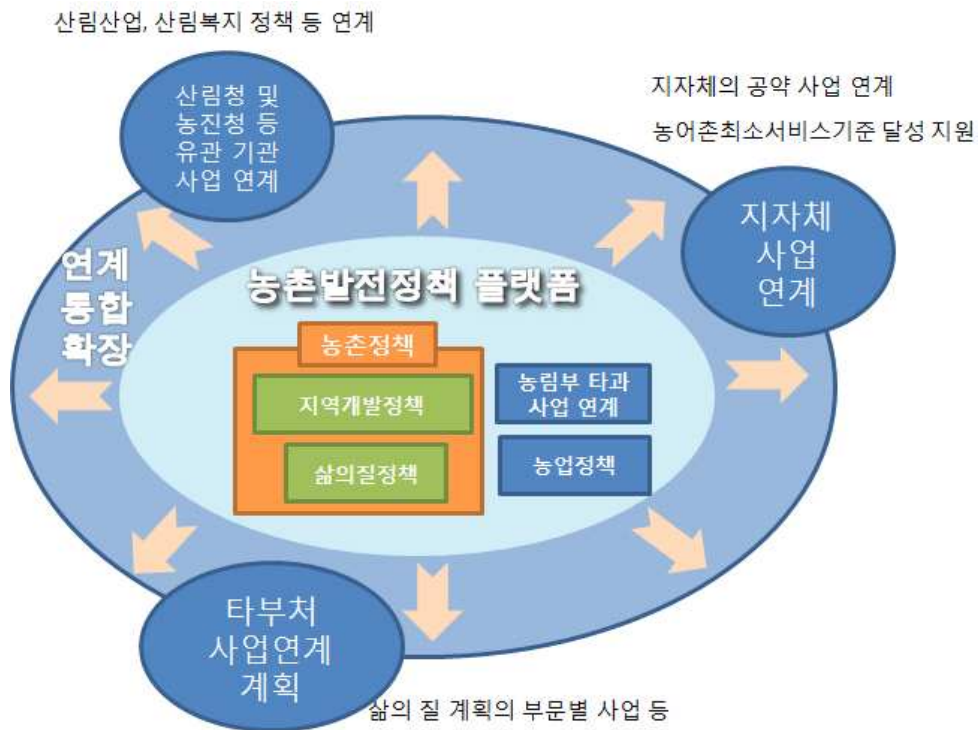 산림산업, 산림복지 정책 등 연계
산림청 및
농진청 등
유관 기관
사업 연계
지자체의 공약 사업 연계
농어촌최소서비스기준 달성 지원
지자체
사업
연계
연계
통합
확장
농촌발전정책 플랫폼
농촌정책
지역개발정책
삶의질정책
농림부 타과
사업 연계
농업정책
타부처
사업연계
계획
삶의 질 계획의 부문별 사업 등